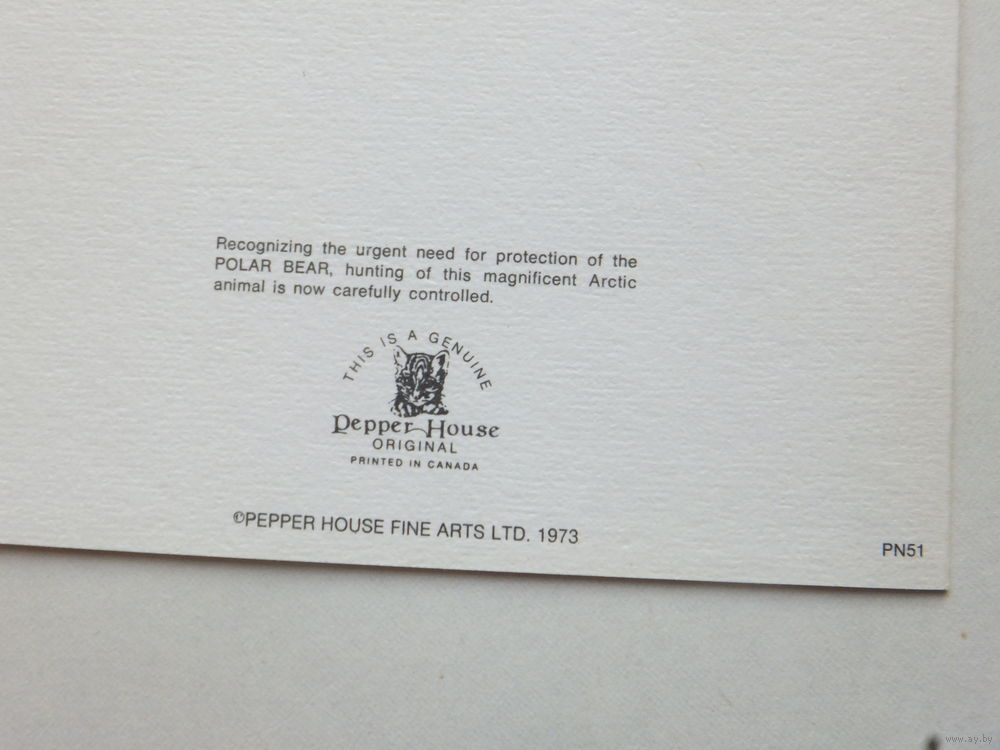 Recognizing the urgent need for protection of the
POLAR BEAR, hunting of this magnificent Arctic
animal is now carefully controlled.
THIS IS A GENUINE
Pepper House
ORIGINAL
PRINTED IN CANADA
©PEPPER HOUSE FINE ARTS LTD. 1973
PN51
www.ay.by